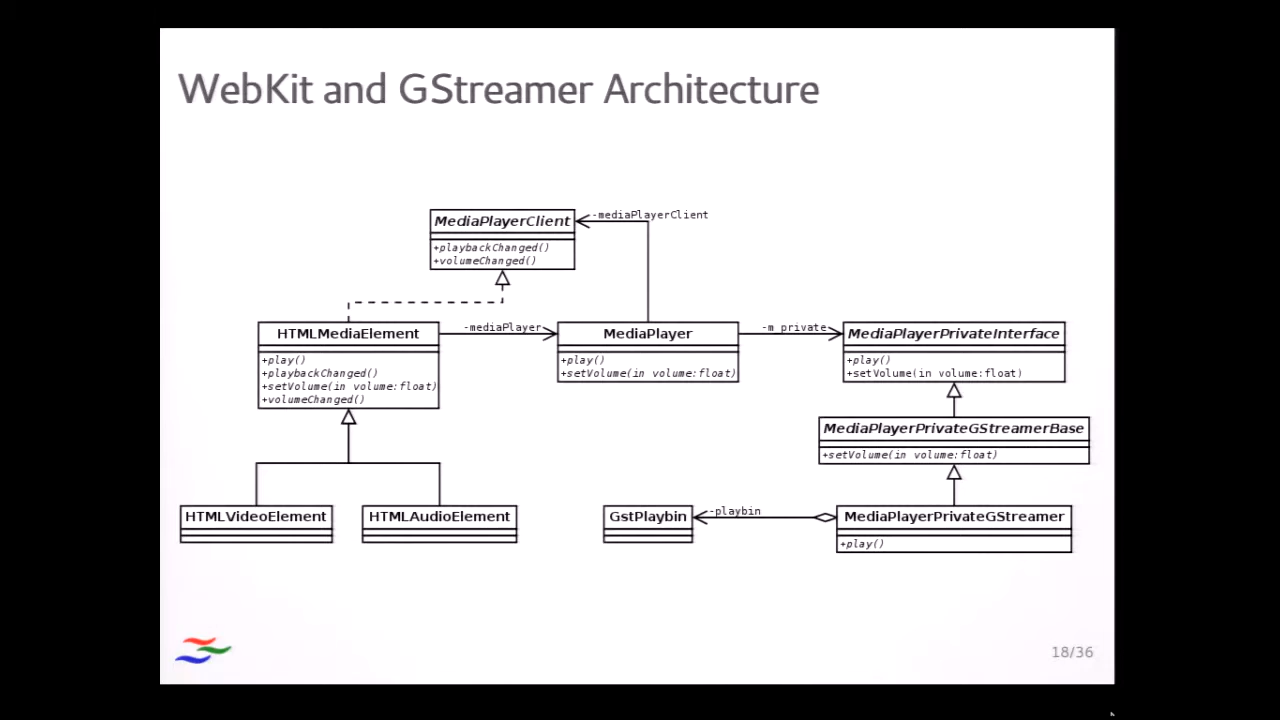 WebKit and GStreamer Architecture
MediaPlayerClient
-mediaPlayerClient
+playbackChanged()
+volumeChanged()
HTMLMediaElement
-mediaPlayer
MediaPlayer
-m_private
MediaPlayerPrivateInterface
+play()
+playbackChanged()
+setVolume(in volume:float)
+volumeChanged()
+play()
+setVolume(in volume:float)
+play()
+setVolume(in volume:float)
MediaPlayerPrivateGStreamerBase
+setVolume(in volume:float)
HTMLVideoElement
HTMLAudioElement
GstPlaybin
-playbin
MediaPlayerPrivateGStreamer
+play()
18/36